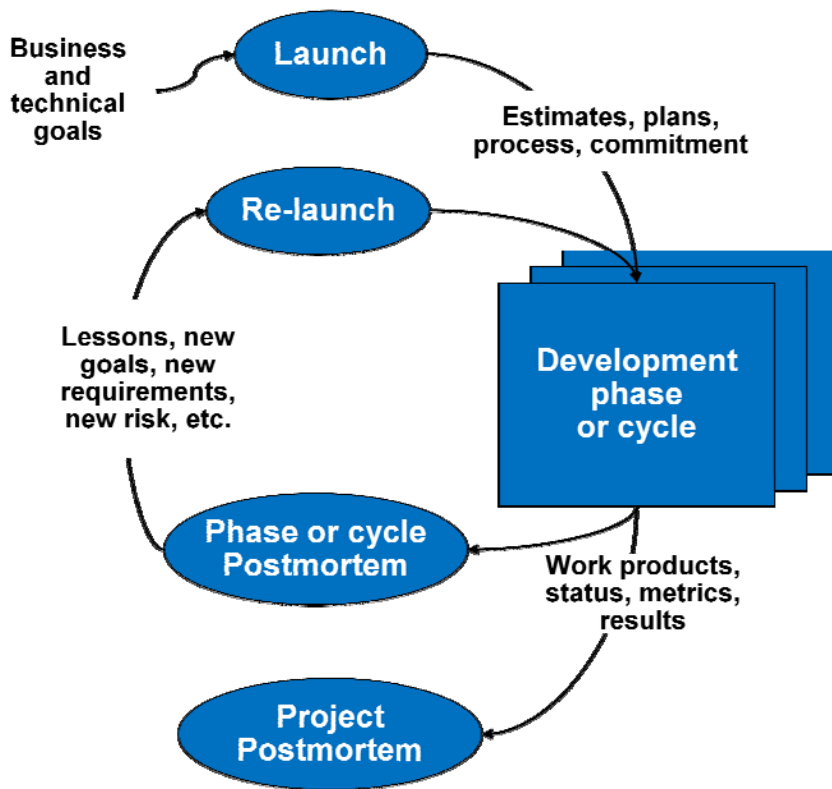 Business
and
technical
goals
Launch
Estimates, plans,
process, commitment
Re-launch
Lessons, new
goals, new
requirements,
new risk, etc.
Development
phase
or cycle
Phase or cycle
Postmortem
Work products,
status, metrics,
results
Project
Postmortem